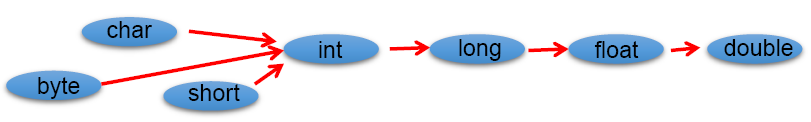 char
byte
short
int
long
float
double